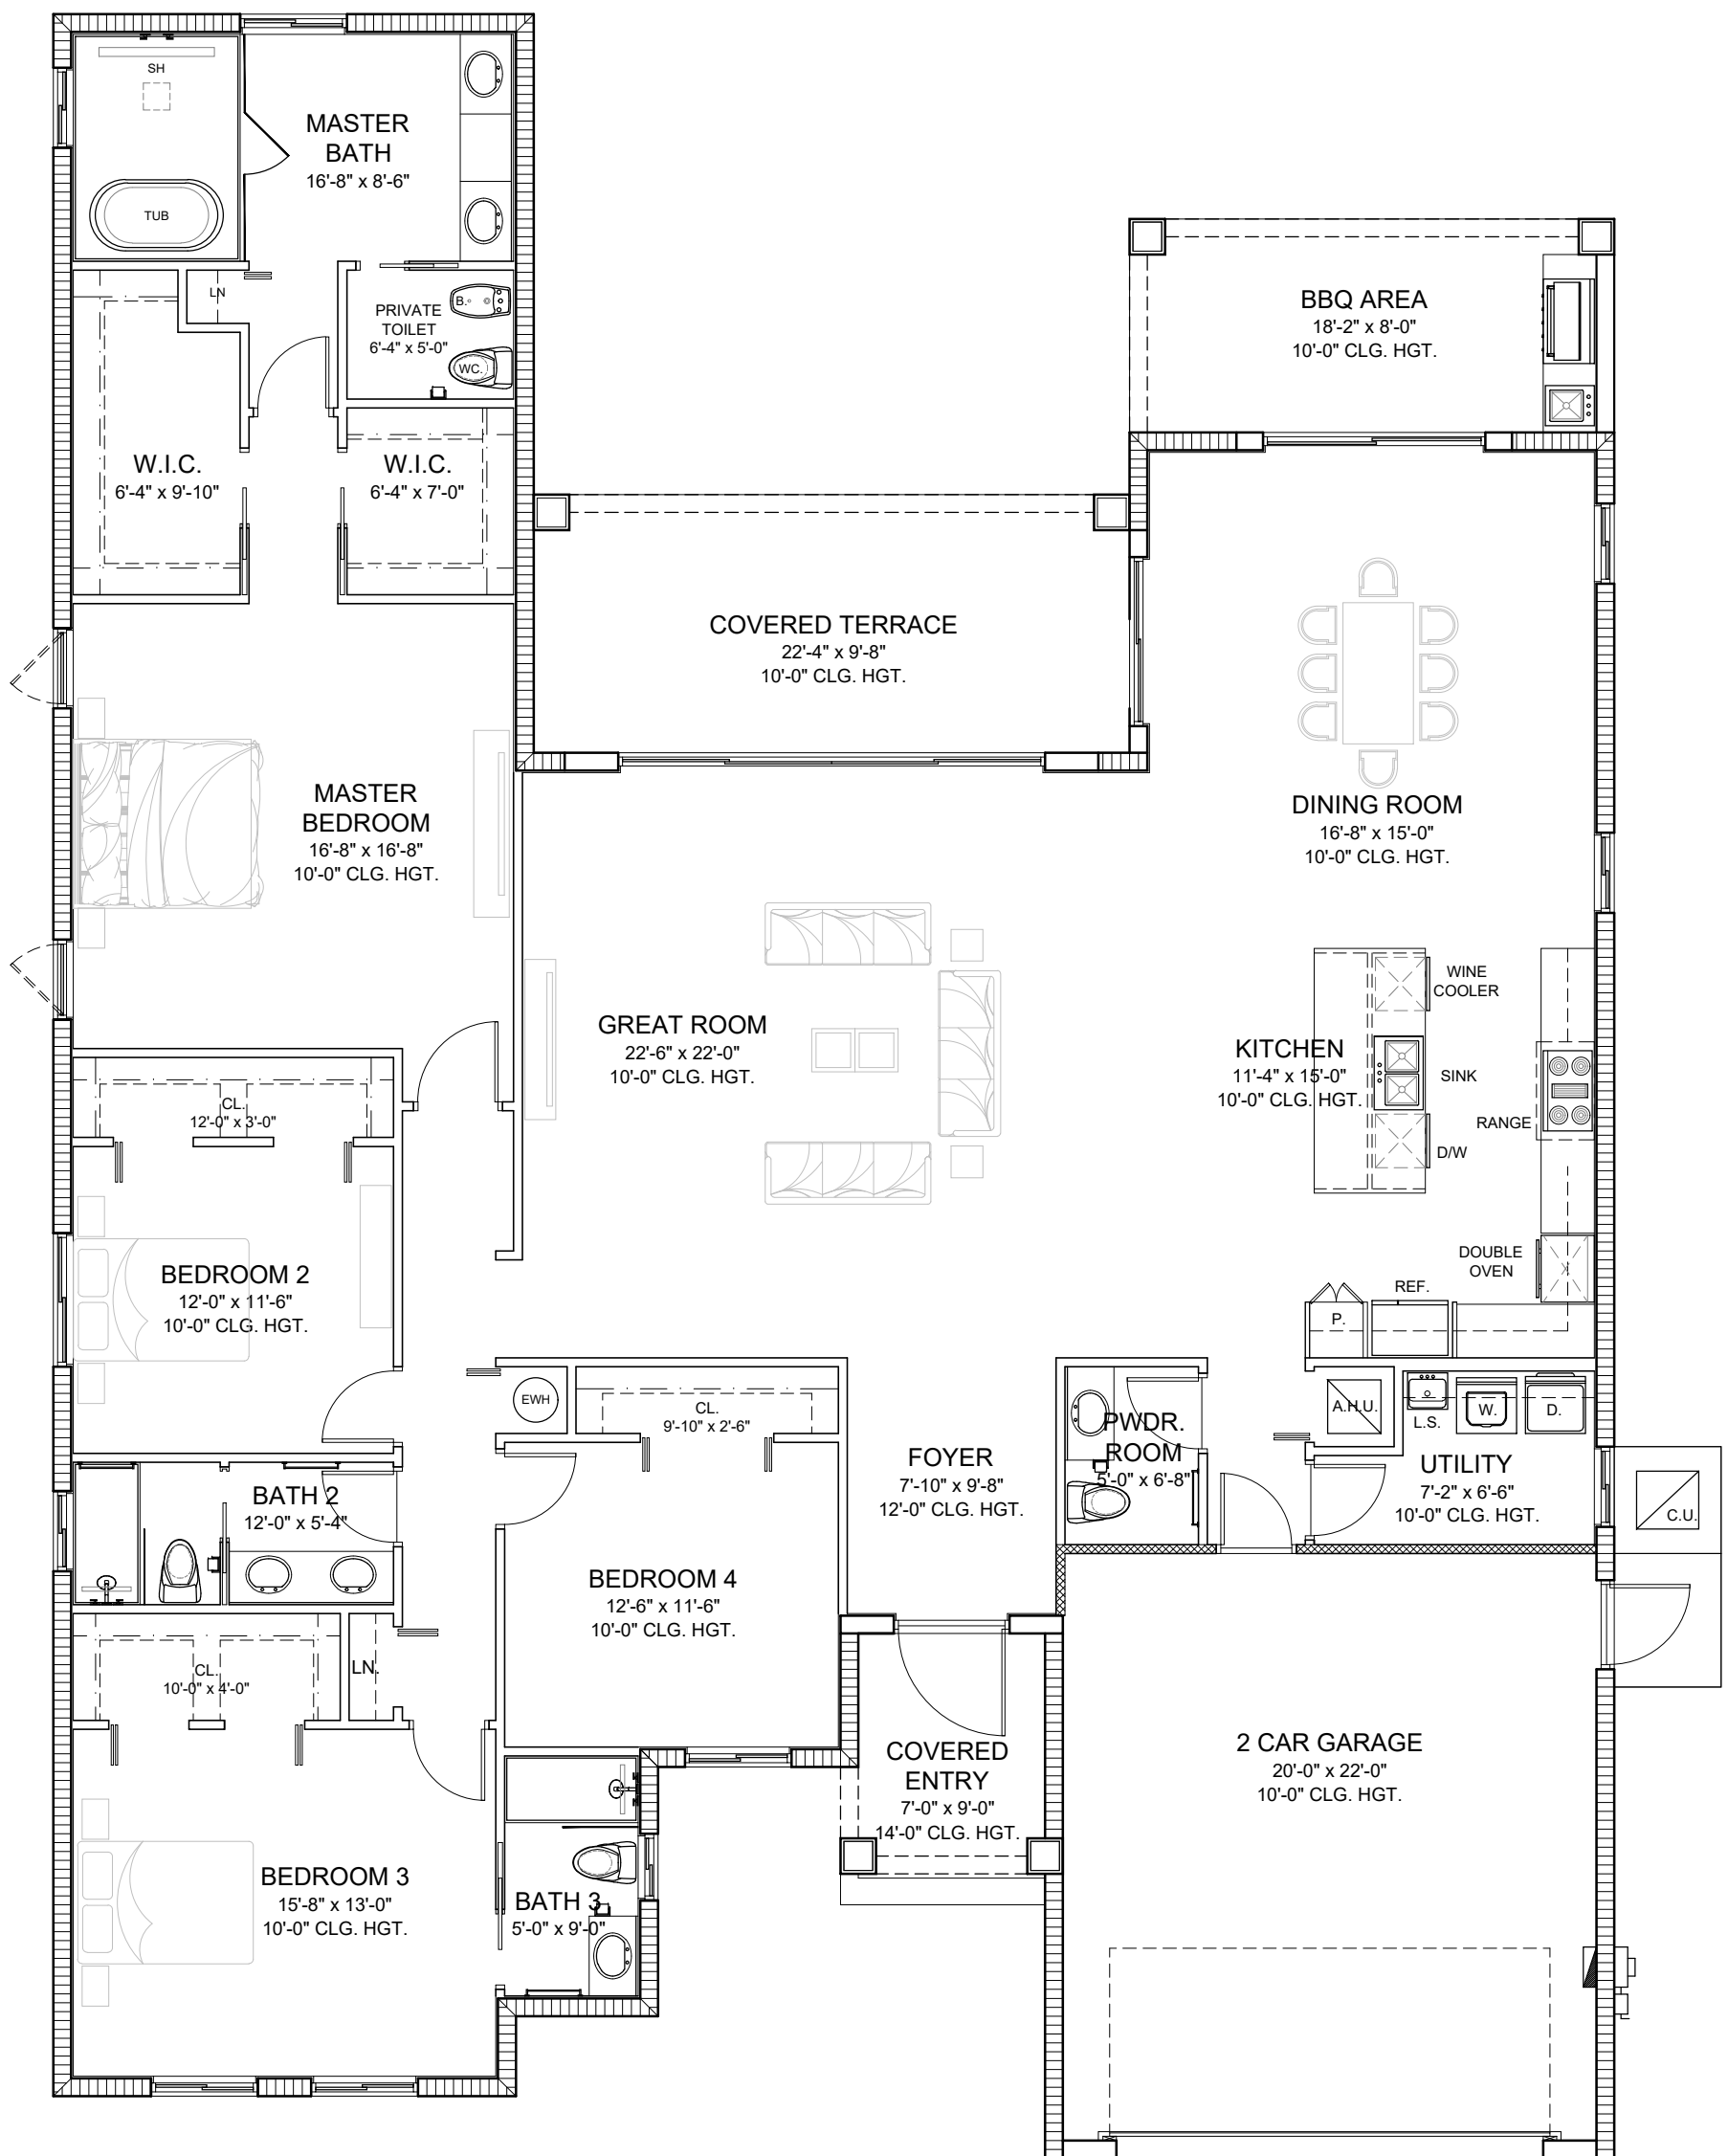 SH
MASTER
BATH
16'-8" x 8'-6"
TUB
LN
PRIVATE
TOILET
6'-4" x 5'-0"
B.
WC.
W.I.C.
6'-4" x 9'-10"
W.I.C.
6'-4" x 7'-0"
BBQ AREA
18'-2" x 8'-0"
10'-0" CLG. HGT.
COVERED TERRACE
22'-4" x 9'-8"
10'-0" CLG. HGT.
MASTER
BEDROOM
16'-8" x 16'-8"
10'-0" CLG. HGT.
DINING ROOM
16'-8" x 15'-0"
10'-0" CLG. HGT.
GREAT ROOM
22'-6" x 22'-0"
10'-0" CLG. HGT.
KITCHEN
11'-4" x 15'-0"
10'-0" CLG. HGT.
WINE
COOLER
SINK
RANGE
D/W
DOUBLE
OVEN
REF.
P.
CL.
12'-0" x 3'-0"
BEDROOM 2
12'-0" x 11'-6"
10'-0" CLG. HGT.
EWH
CL.
9'-10" x 2'-6"
BATH 2
12'-0" x 5'-4"
FOYER
7'-10" x 9'-8"
12'-0" CLG. HGT.
PWDR.
ROOM
5'-0" x 6'-8"
A.H.U.
L.S.
W.
D.
UTILITY
7'-2" x 6'-6"
10'-0" CLG. HGT.
C.U.
BEDROOM 4
12'-6" x 11'-6"
10'-0" CLG. HGT.
CL.
10'-0" x 4'-0"
LN.
COVERED
ENTRY
7'-0" x 9'-0"
14'-0" CLG. HGT.
2 CAR GARAGE
20'-0" x 22'-0"
10'-0" CLG. HGT.
BEDROOM 3
15'-8" x 13'-0"
10'-0" CLG. HGT.
BATH 3
5'-0" x 9'-0"